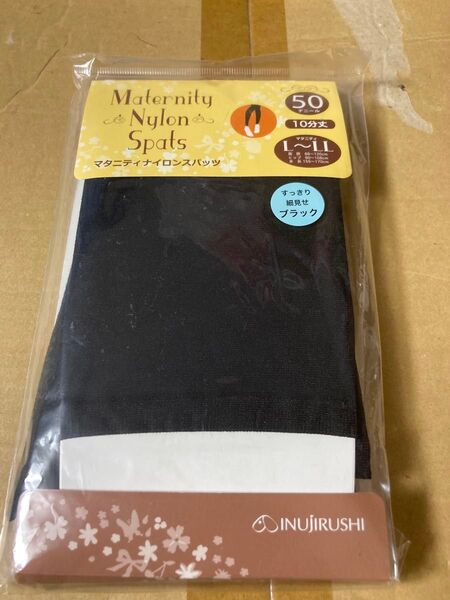 Maternity
Nylon
Spats
マタニティナイロンスパッツ
50
デニール
10分丈
マタニティ
L〜LL
すっきり
細見せ
ブラック
INUJIRUSHI